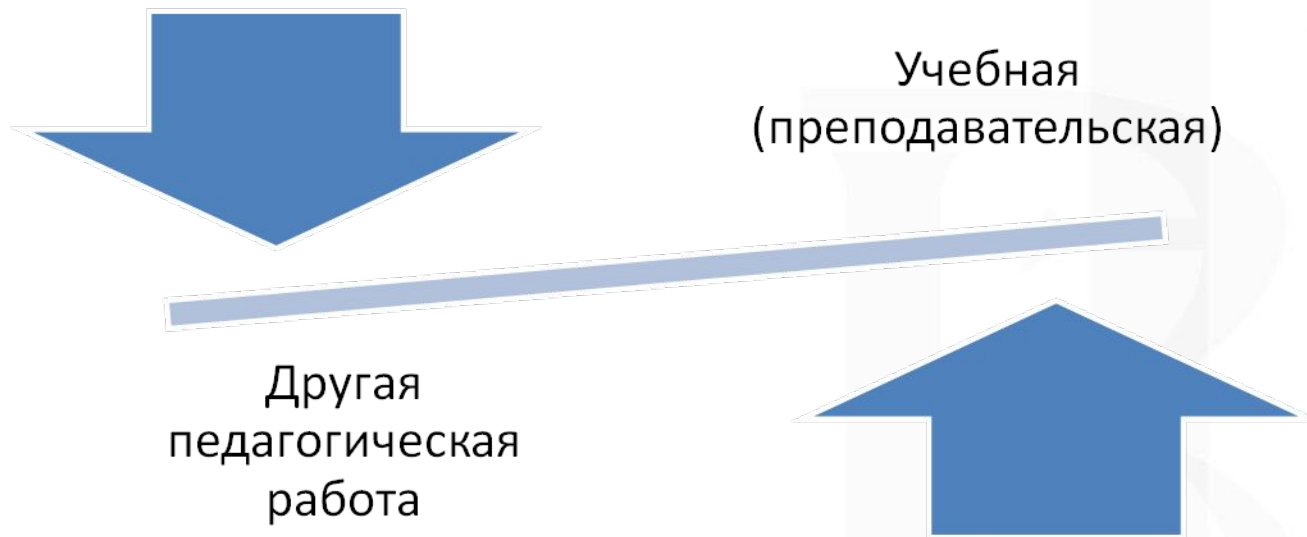 Учебная
(преподавательская)
Другая
педагогическая
работа